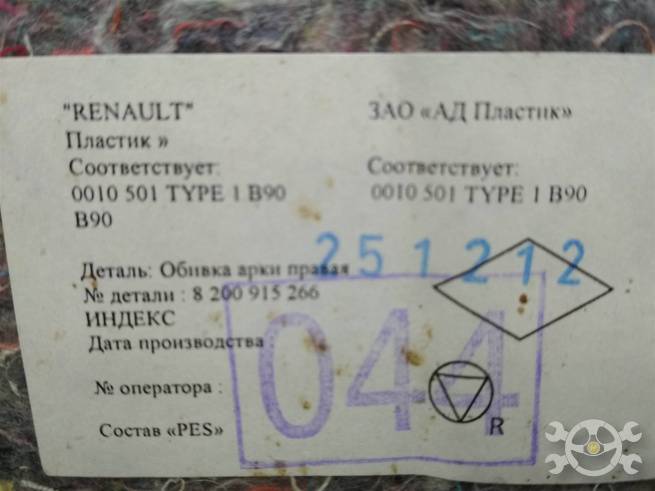 "RENAULT" ЗАО «АД Пластик»
Пластик »
Соответствует: Соответствует:
0010 501 TYPE 1 B90 0010 501 TYPE 1 B90
B90
251212
Деталь: Обивка арки правая
№ детали : 8 200 915 266
ИНДЕКС
Дата производства
044
№ оператора :
R
Состав «PES»